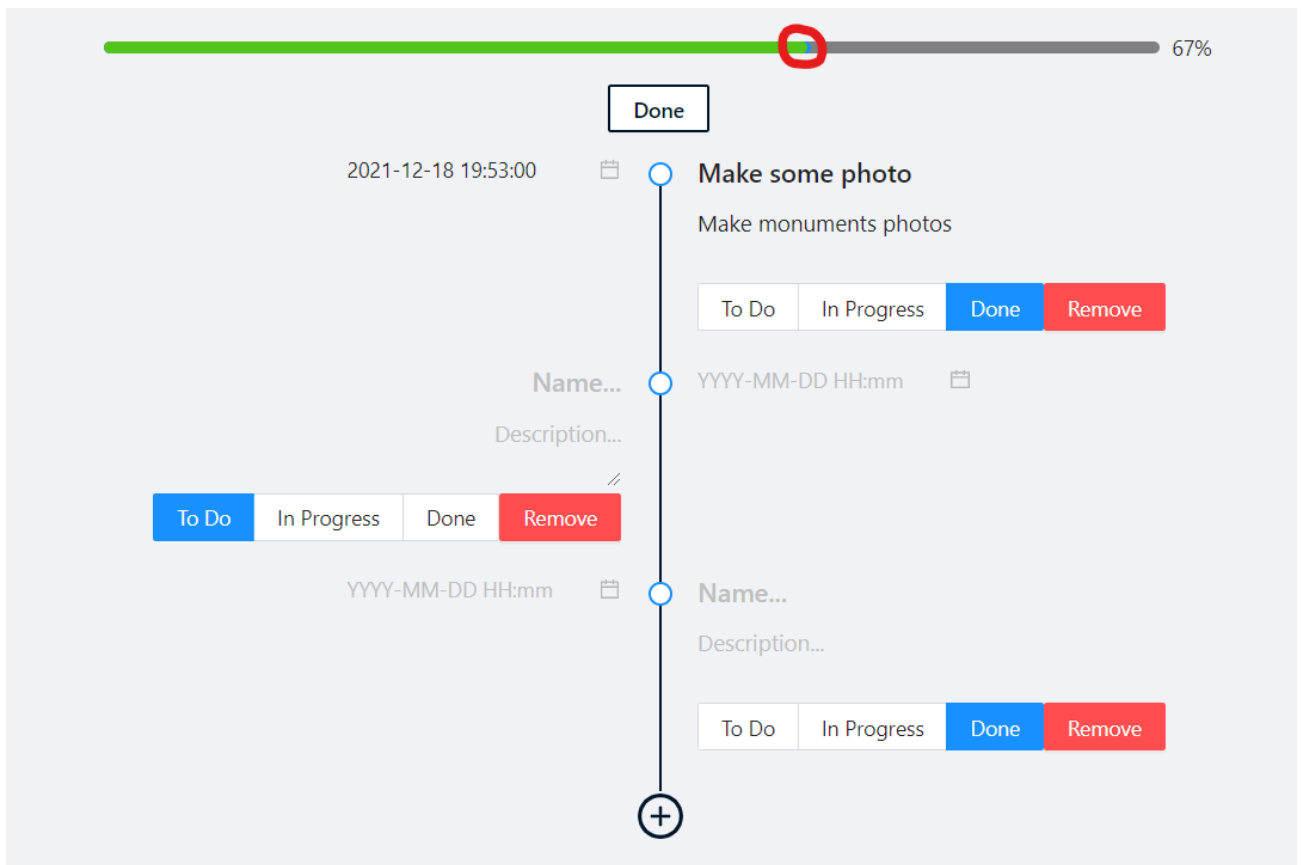 67%
Done
2021-12-18 19:53:00
Make some photo
Make monuments photos
To Do In Progress Done Remove
Name...
YYYY-MM-DD HH:mm
Description...
To Do In Progress Done Remove
YYYY-MM-DD HH:mm
Name...
Description...
To Do In Progress Done Remove